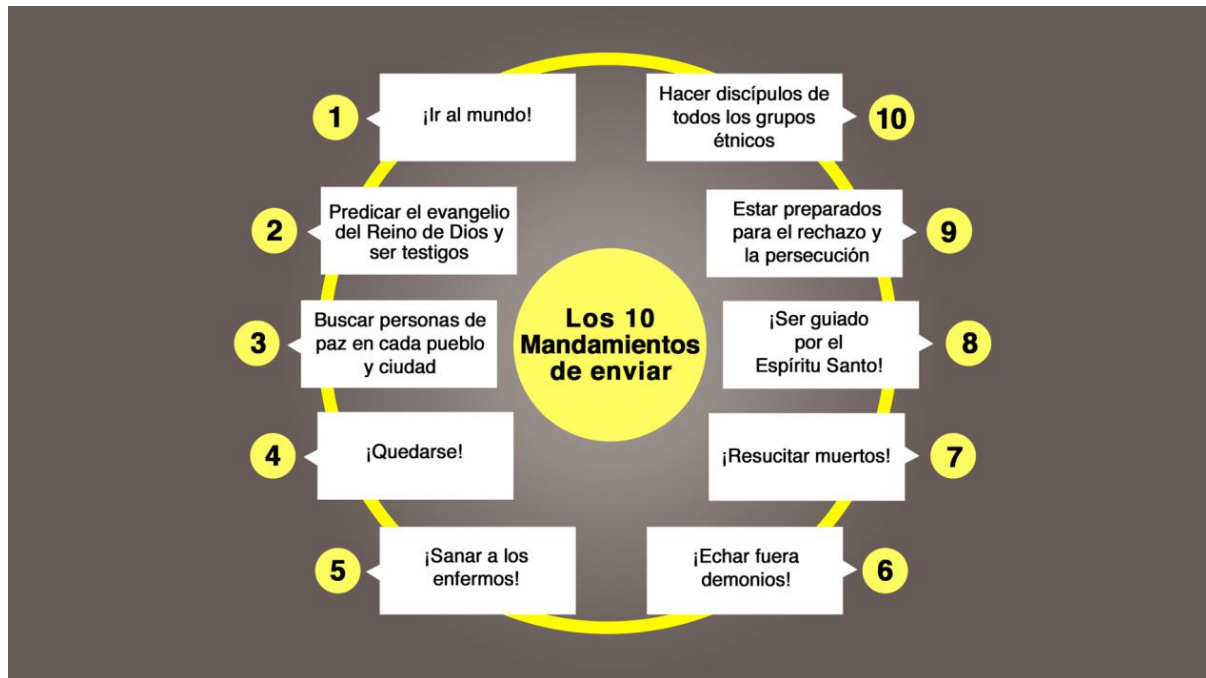 Los 10
Mandamientos
de enviar
1
¡Ir al mundo!
2
Predicar el evangelio
del Reino de Dios y
ser testigos
3
Buscar personas de
paz en cada pueblo
y ciudad
4
¡Quedarse!
5
¡Sanar a los
enfermos!
6
¡Echar fuera
demonios!
7
¡Resucitar muertos!
8
¡Ser guiado
por el
Espíritu Santo!
9
Estar preparados
para el rechazo y
la persecución
10
Hacer discípulos de
todos los grupos
étnicos